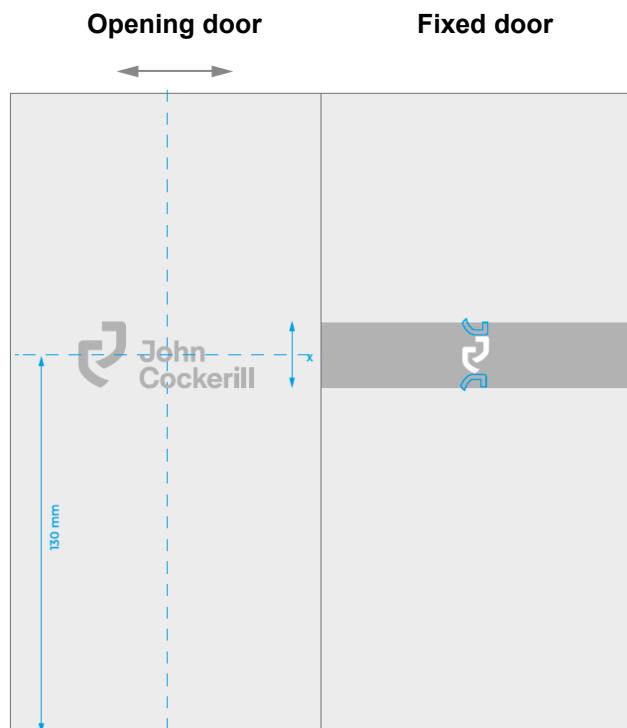 Opening door
Fixed door
John
Cockerill
x
130 mm